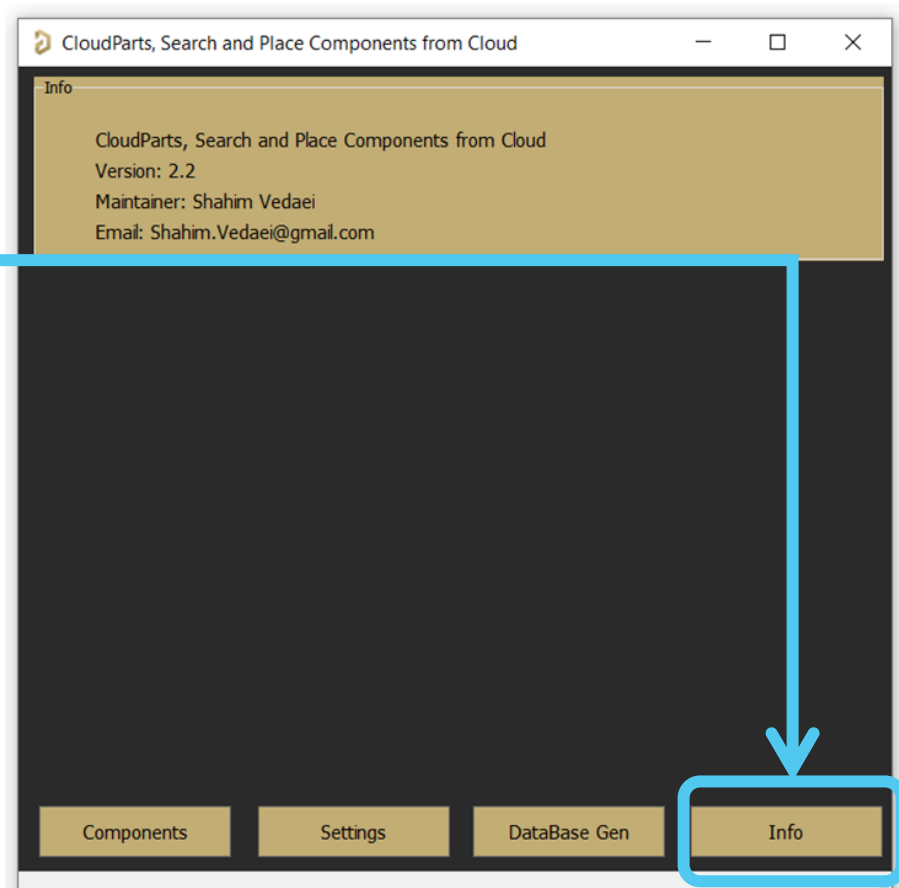 CloudParts, Search and Place Components from Cloud
Info
CloudParts, Search and Place Components from Cloud
Version: 2.2
Maintainer: Shahim Vedaei
Email: Shahim.Vedaei@gmail.com
Components Settings DataBase Gen Info